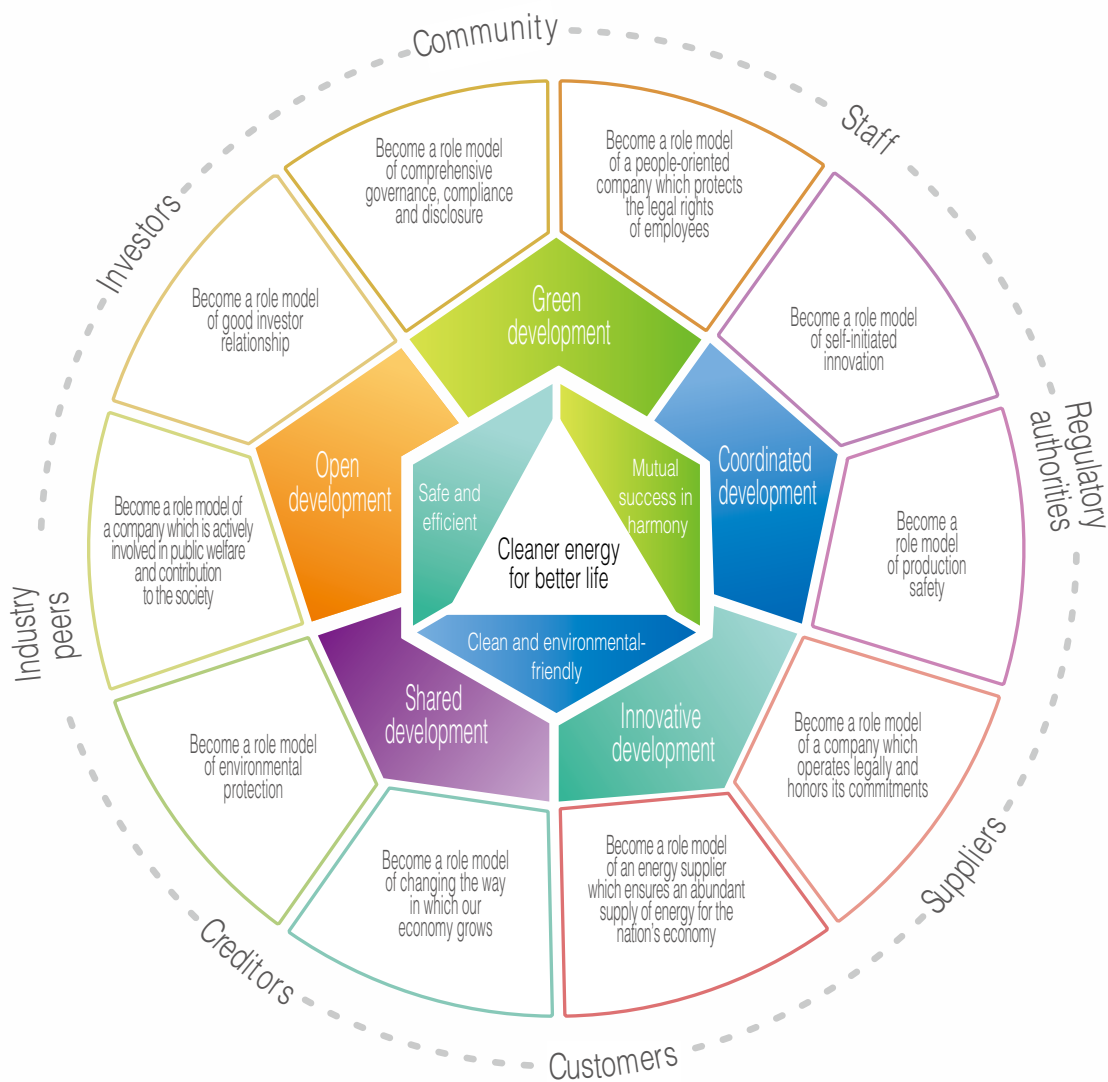 Community
Staff
Regulatory
authorities
Suppliers
Customers
Creditors
Industry
peers
Investors
Become a role model
of comprehensive
governance, compliance
and disclosure
Become a role model
of a people-oriented
company which protects
the legal rights
of employees
Become a role model
of self-initiated
innovation
Become a
role model
of production
safety
Become a role model
of a company which
operates legally and
honors its commitments
Become a role model
of an energy supplier
which ensures an abundant
supply of energy for the
nation's economy
Become a role model
of changing the way
in which our
economy grows
Become a role model
of environmental
protection
Become a role model of
a company which is actively
involved in public welfare
and contribution
to the society
Become a role model
of good investor
relationship
Green
development
Coordinated
development
Innovative
development
Shared
development
Open
development
Safe and
efficient
Mutual
success in
harmony
Clean and environmental-
friendly
Cleaner energy
for better life